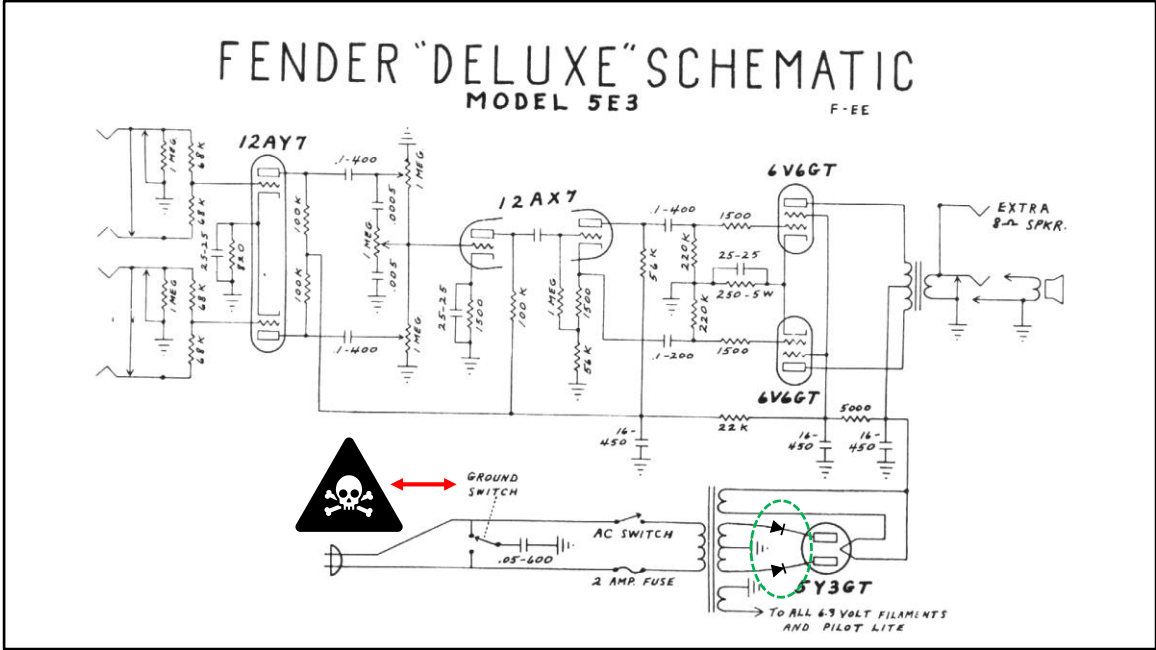 FENDER "DELUXE" SCHEMATIC
MODEL 5E3
F-EE
12AY7
1 MEG
68K
68K
.1-400
1 MEG
.0005
1 MEG
.005
25-25
820
100K
100K
1 MEG
68K
68K
.1-400
1 MEG
12AX7
25-25
1500
100K
1 MEG
1500
56K
56K
.1-400
1500
220K
25-25
250-5W
220K
.1-200
1500
6V6GT
6V6GT
EXTRA
8-Ω SPKR.
22K
5000
16-
450
16-
450
16-
450
GROUND
SWITCH
AC SWITCH
.05-600
2 AMP. FUSE
5Y3GT
TO ALL 6.3 VOLT FILAMENTS
AND PILOT LITE